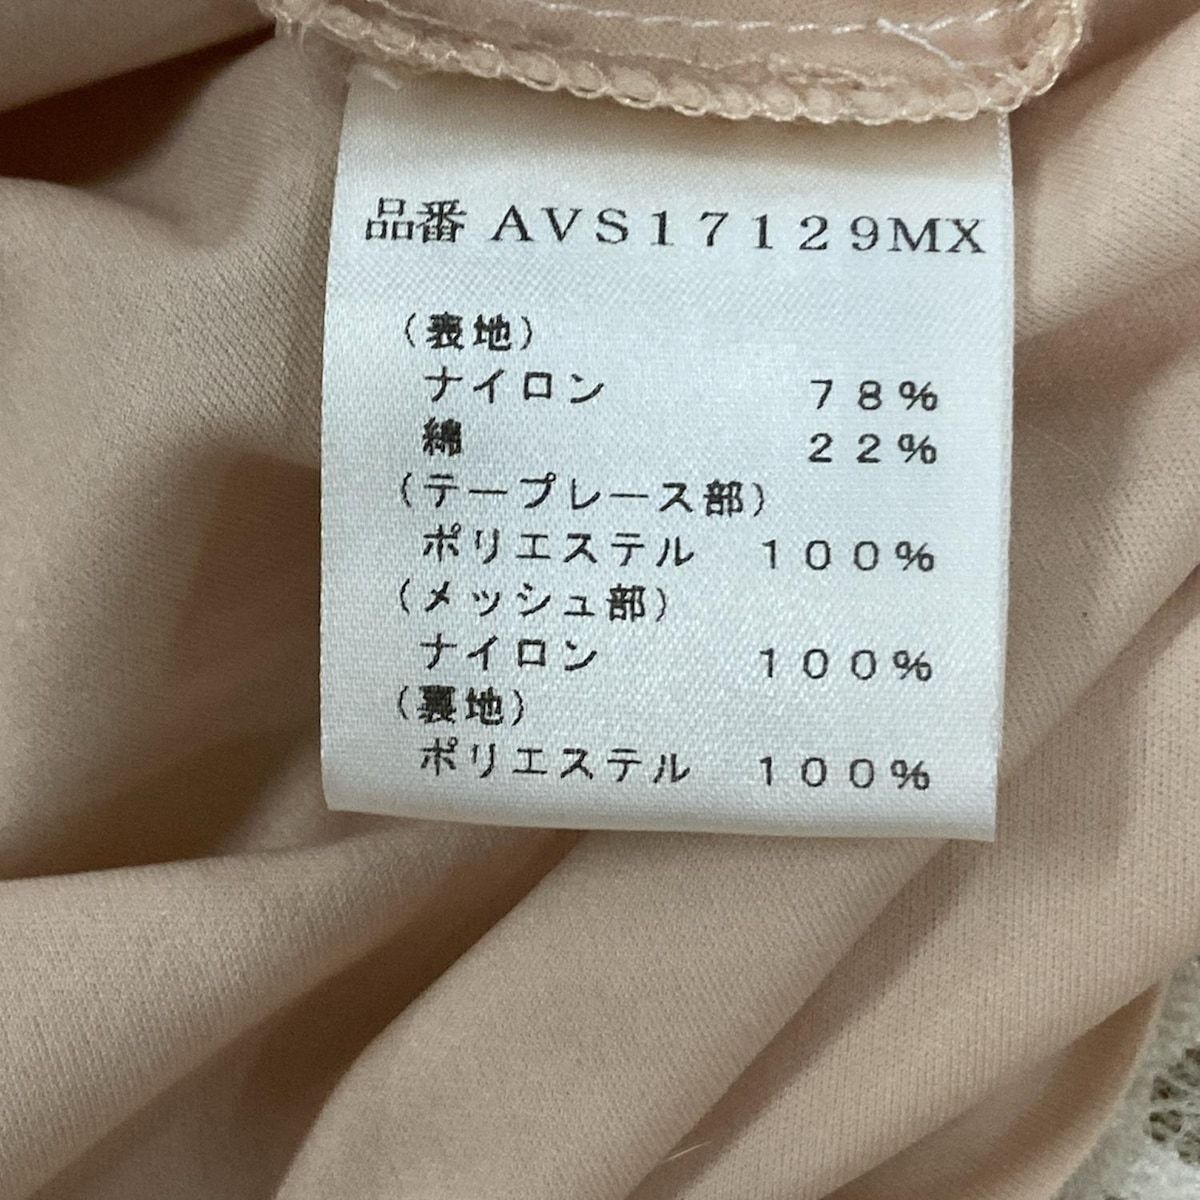 品番 AVS17129MX
(表地)
ナイロン 78%
綿 22%
(テープレース部)
ポリエステル 100%
(メッシュ部)
ナイロン 100%
(裏地)
ポリエステル 100%